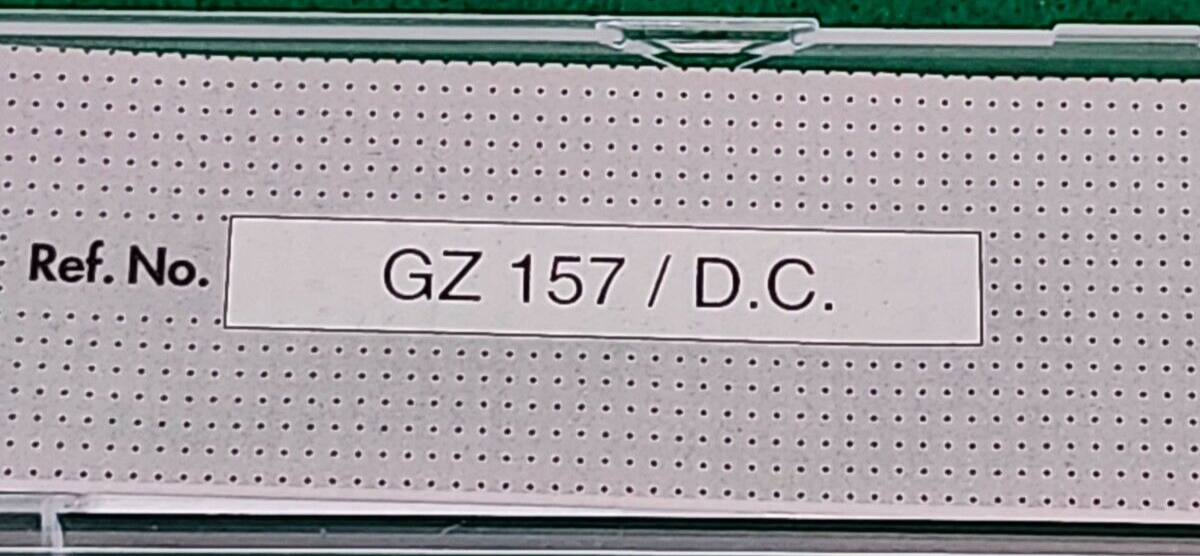 Ref. No. GZ 157 / D.C.